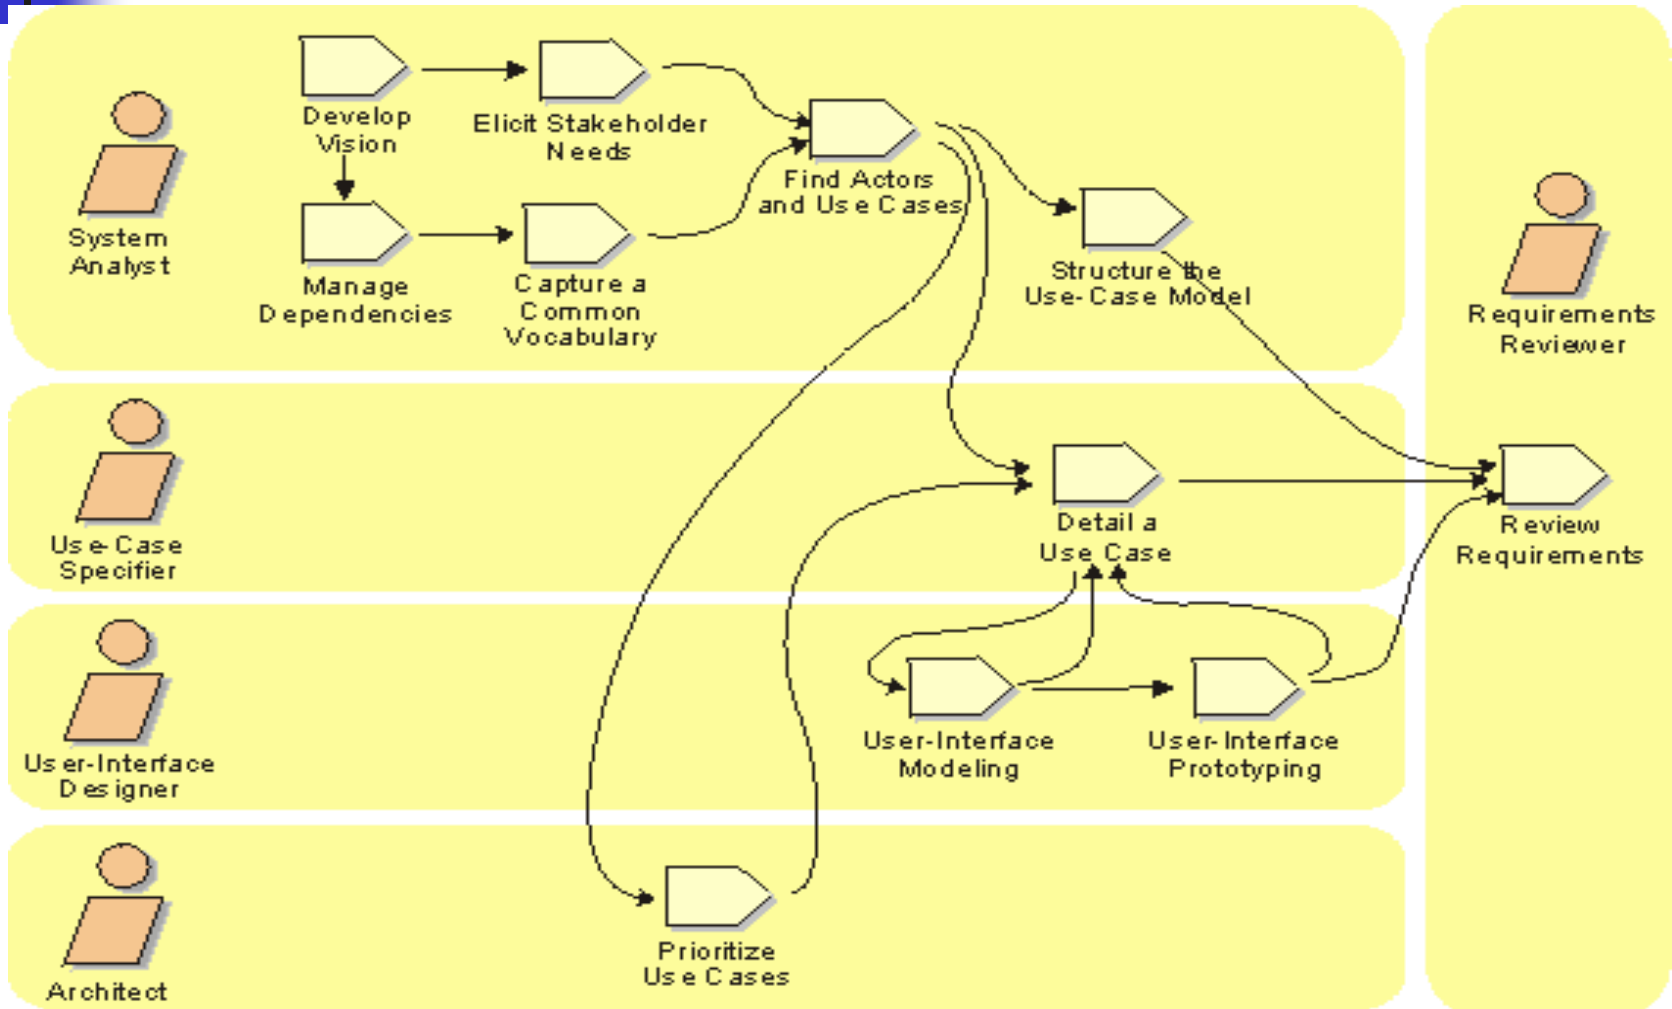 Develop
Vision
Elicit Stakeholder
Needs
Find Actors
and Use Cases
System
Analyst
Manage
Dependencies
Capture a
Common
Vocabulary
Structure the
Use-Case Model
Requirements
Reviewer
Use-Case
Specifier
Detail a
Use Case
Review
Requirements
User-Interface
Designer
User-Interface
Modeling
User-Interface
Prototyping
Architect
Prioritize
Use Cases